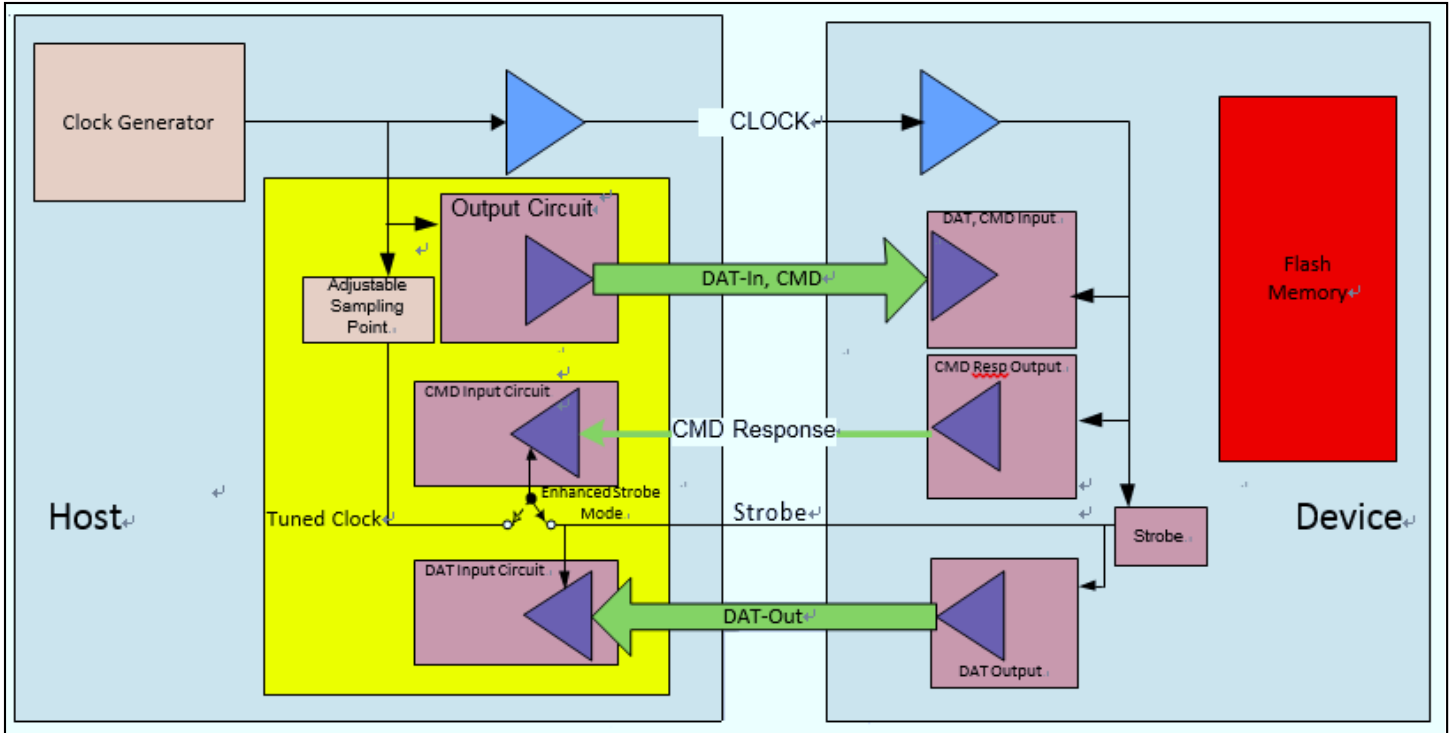 Clock Generator
CLOCK
Output Circuit
DAT, CMD Input
Flash
Memory
DAT-In, CMD
Adjustable
Sampling
Point
CMD Input Circuit
CMD Resp Output
CMD Response
Enhanced Strobe
Mode
Host
Tuned Clock
Strobe
Device
Strobe
DAT Input Circuit
DAT-Out
DAT Output